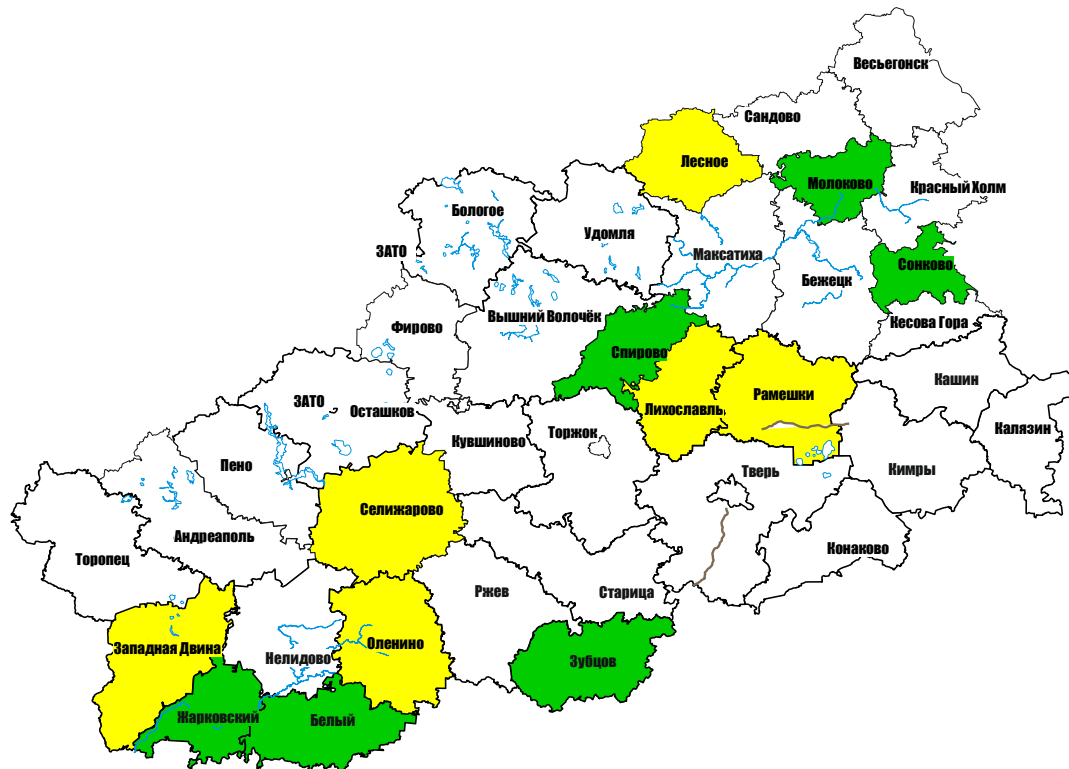 Весьегонск
Сандово
Лесное
Молоково
Красный Холм
Бологое
Удомля
ЗАТО
Максатиха
Сонково
Бежецк
Вышний Волочёк
Кесова Гора
Фирово
Спирово
Кашин
Рамешки
ЗАТО
Осташков
Лихославль
Калязин
Торжок
Кувшиново
Пено
Тверь
Кимры
Селижарово
Андреаполь
Конаково
Торопец
Ржев
Старица
Западная Двина
Оленино
Нелидово
Зубцов
Жарковский
Белый